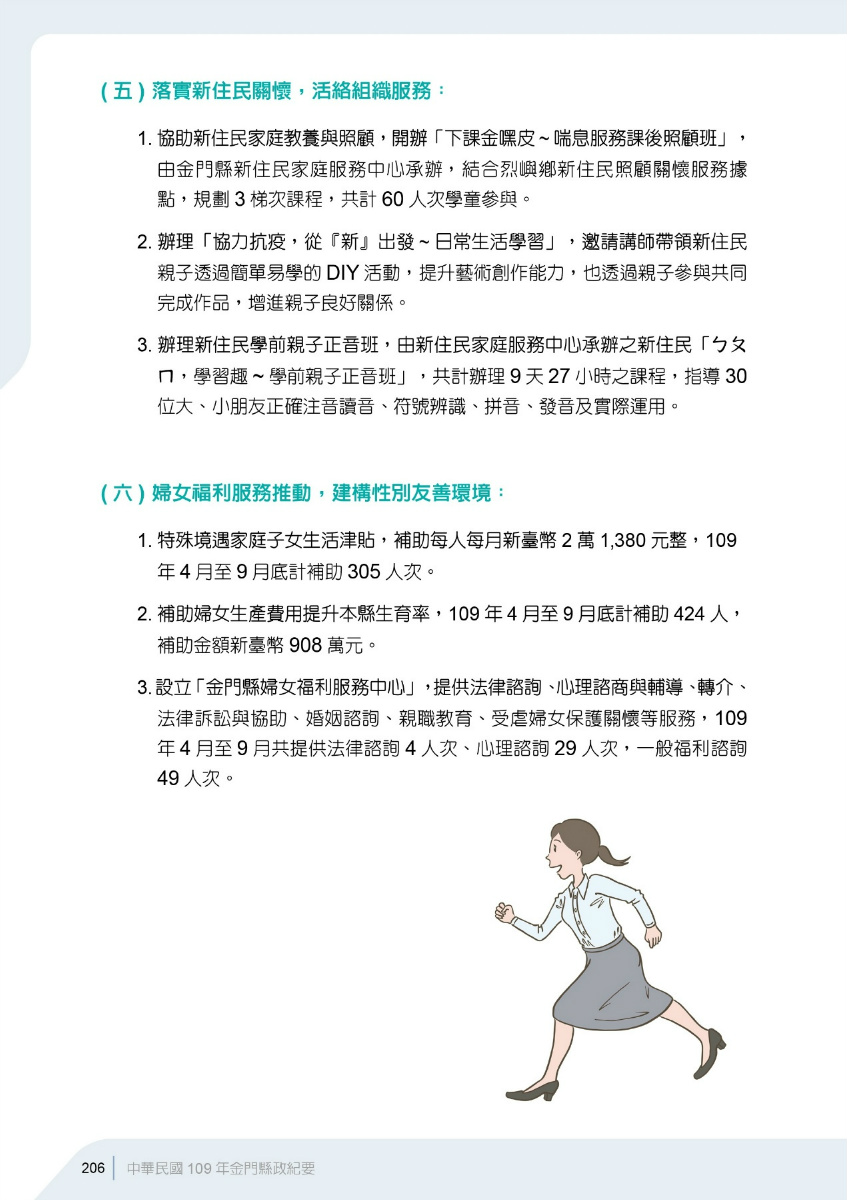 (五)落實新住民關懷，活絡組織服務：
1. 協助新住民家庭教養與照顧，開辦「下課金嘿皮~喘息服務課後照顧班」，
由金門縣新住民家庭服務中心承辦，結合烈嶼鄉新住民照顧關懷服務據
點，規劃 3 梯次課程，共計 60 人次學童參與。
2. 辦理「協力抗疫，從『新』出發~日常生活學習」，邀請講師帶領新住民
親子透過簡單易學的 DIY 活動，提升藝術創作能力，也透過親子參與共同
完成作品，增進親子良好關係。
3. 辦理新住民學前親子正音班，由新住民家庭服務中心承辦之新住民「ㄅㄆ
ㄇ，學習趣~學前親子正音班」，共計辦理 9 天 27 小時之課程，指導 30
位大、小朋友正確注音讀音、符號辨識、拼音、發音及實際運用。
(六)婦女福利服務推動，建構性別友善環境：
1. 特殊境遇家庭子女生活津貼，補助每人每月新臺幣 2 萬 1,380 元整，109
年 4 月至 9 月底計補助 305 人次。
2. 補助婦女生產費用提升本縣生育率，109 年 4 月至 9 月底計補助 424 人，
補助金額新臺幣 908 萬元。
3. 設立「金門縣婦女福利服務中心」，提供法律諮詢、心理諮商與輔導、轉介、
法律訴訟與協助、婚姻諮詢、親職教育、受虐婦女保護關懷等服務，109
年 4 月至 9 月共提供法律諮詢 4 人次、心理諮詢 29 人次，一般福利諮詢
49 人次。
206 中華民國 109 年金門縣政紀要